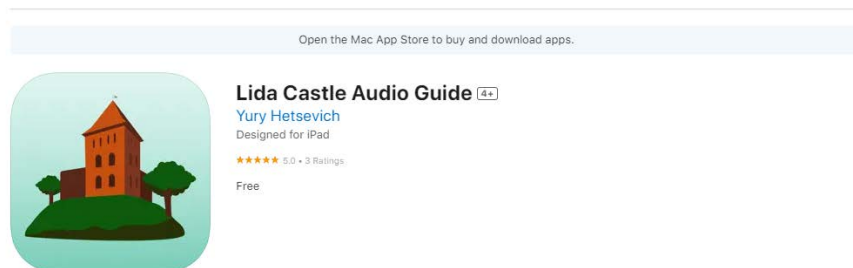 Open the Mac App Store to buy and download apps.
Lida Castle Audio Guide 4+
Yury Hetsevich
Designed for iPad
★★★★★ 5.0 • 3 Ratings
Free